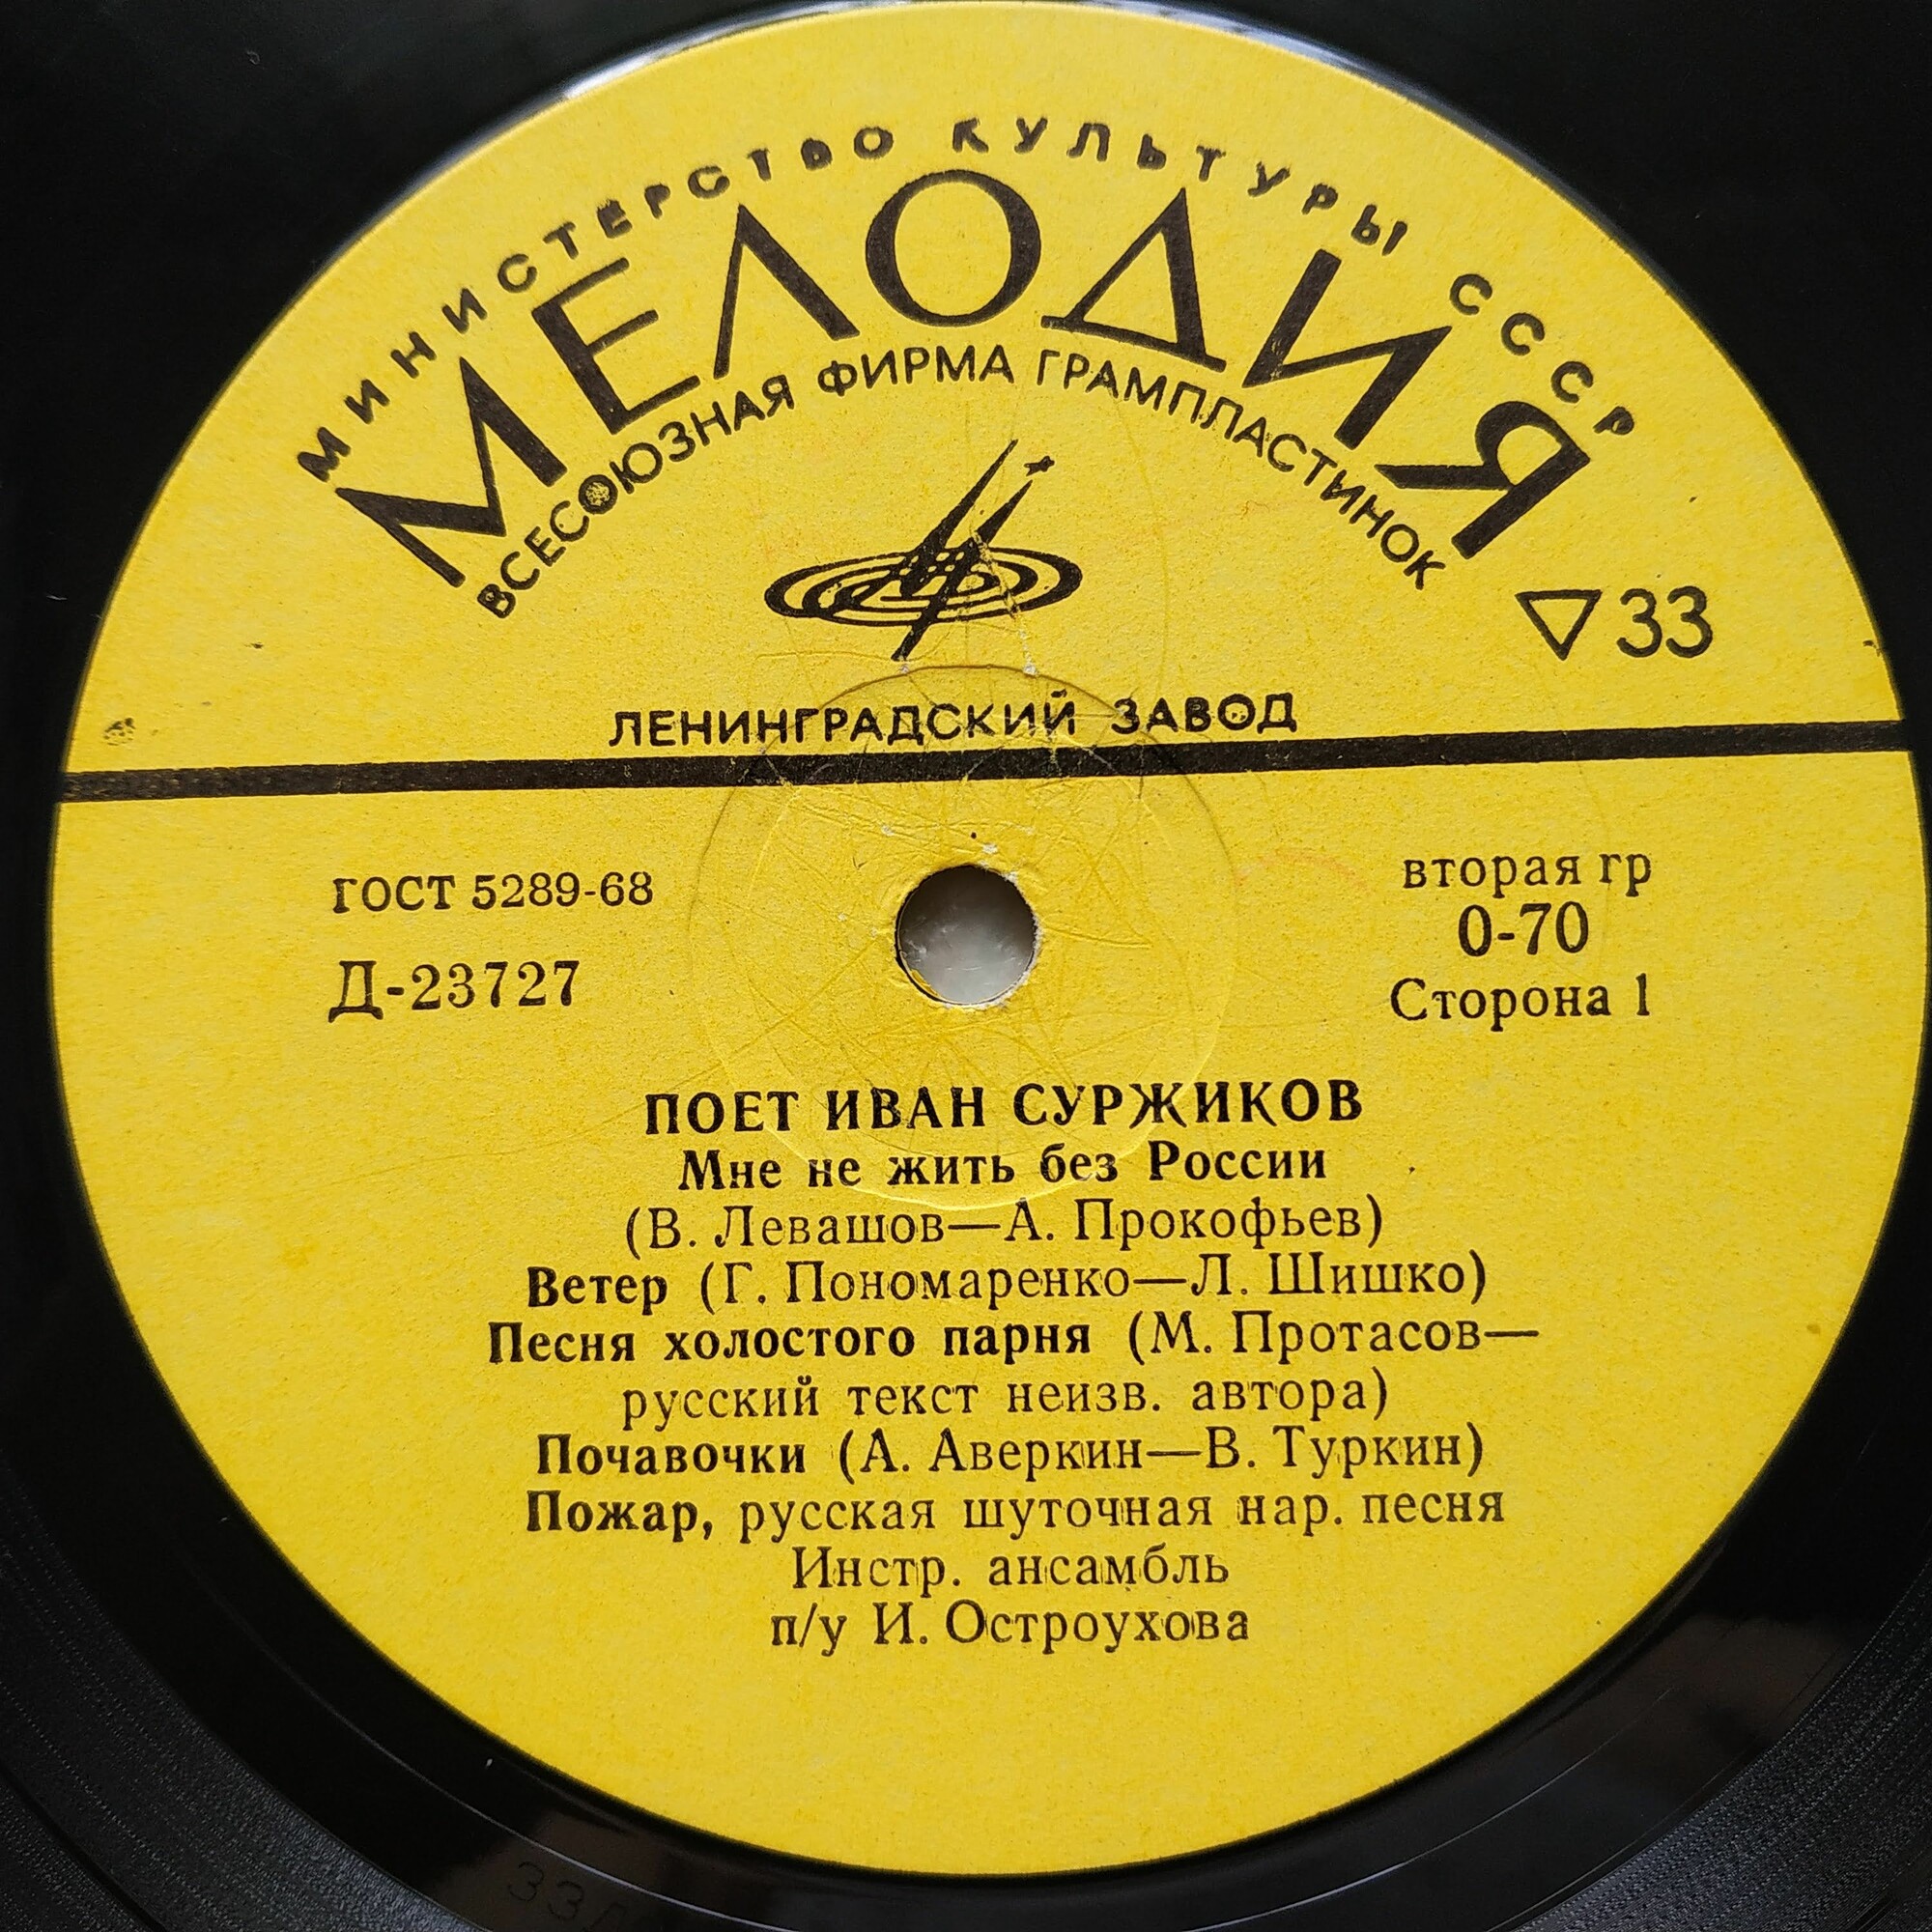 МИНИСТЕРСТВО КУЛЬТУРЫ СССР
МЕЛОДИЯ
ВСЕСОЮЗНАЯ ФИРМА ГРАМПЛАСТИНОК
33
ЛЕНИНГРАДСКИЙ ЗАВОД
ГОСТ 5289-68
Д-23727
вторая гр
0-70
Сторона 1
ПОЕТ ИВАН СУРЖИКОВ
Мне не жить без России
(В. Левашов—А. Прокофьев)
Ветер (Г. Пономаренко—Л. Шишко)
Песня холостого парня (М. Протасов—
русский текст неизв. автора)
Почавочки (А. Аверкин—В. Туркин)
Пожар, русская шуточная нар. песня
Инстр. ансамбль
п/у И. Остроухова